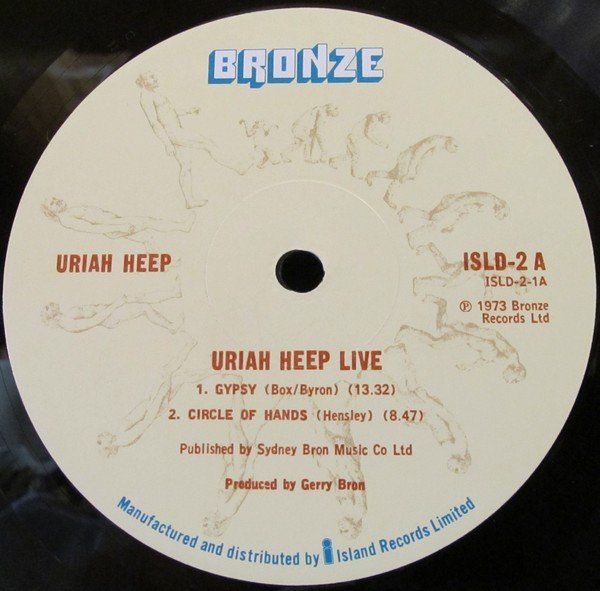 BRONZE
URIAH HEEP
ISLD-2 A
ISLD-2-1A
℗ 1973 Bronze
Records Ltd
URIAH HEEP LIVE
1. GYPSY (Box/Byron) (13.32)
2. CIRCLE OF HANDS (Hensley) (8.47)
Published by Sydney Bron Music Co Ltd
Produced by Gerry Bron
Manufactured and distributed by i Island Records Limited